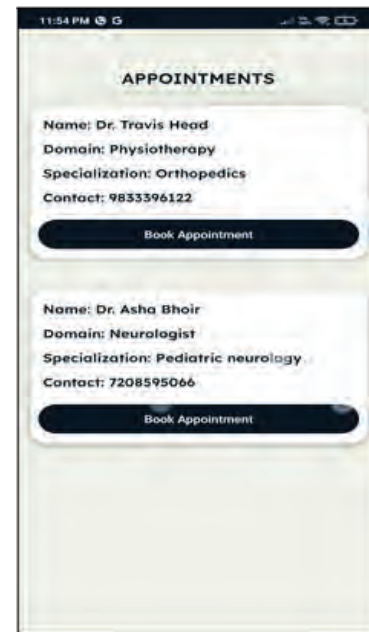 11:54 PM G
APPOINTMENTS
Name: Dr. Travis Head
Domain: Physiotherapy
Specialization: Orthopedics
Contact: 9833396122
Book Appointment
Name: Dr. Asha Bhoir
Domain: Neurologist
Specialization: Pediatric neurology
Contact: 7208595066
Book Appointment